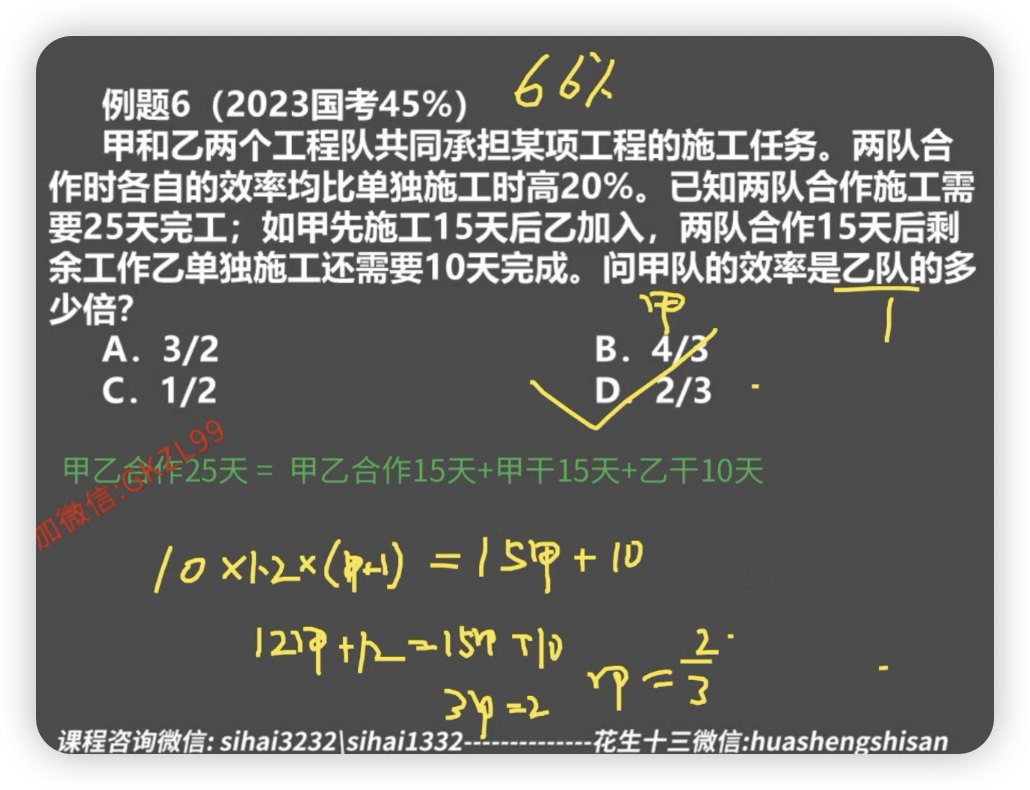 例题6（2023国考45%）
66%
甲和乙两个工程队共同承担某项工程的施工任务。两队合
作时各自的效率均比单独施工时高20%。已知两队合作施工需
要25天完工；如甲先施工15天后乙加入，两队合作15天后剩
余工作乙单独施工还需要10天完成。问甲队的效率是乙队的多
少倍？
甲
1
A. 3/2
B. 4/3
C. 1/2
D. 2/3
加微信:GKZL99
甲乙合作25天 = 甲乙合作15天+甲干15天+乙干10天
10×1.2×(甲+1) = 15甲+10
12甲+12=15甲+10
3甲=2
甲=2/3
课程咨询微信: sihai3232\sihai1332--------------花生十三微信:huashengshisan